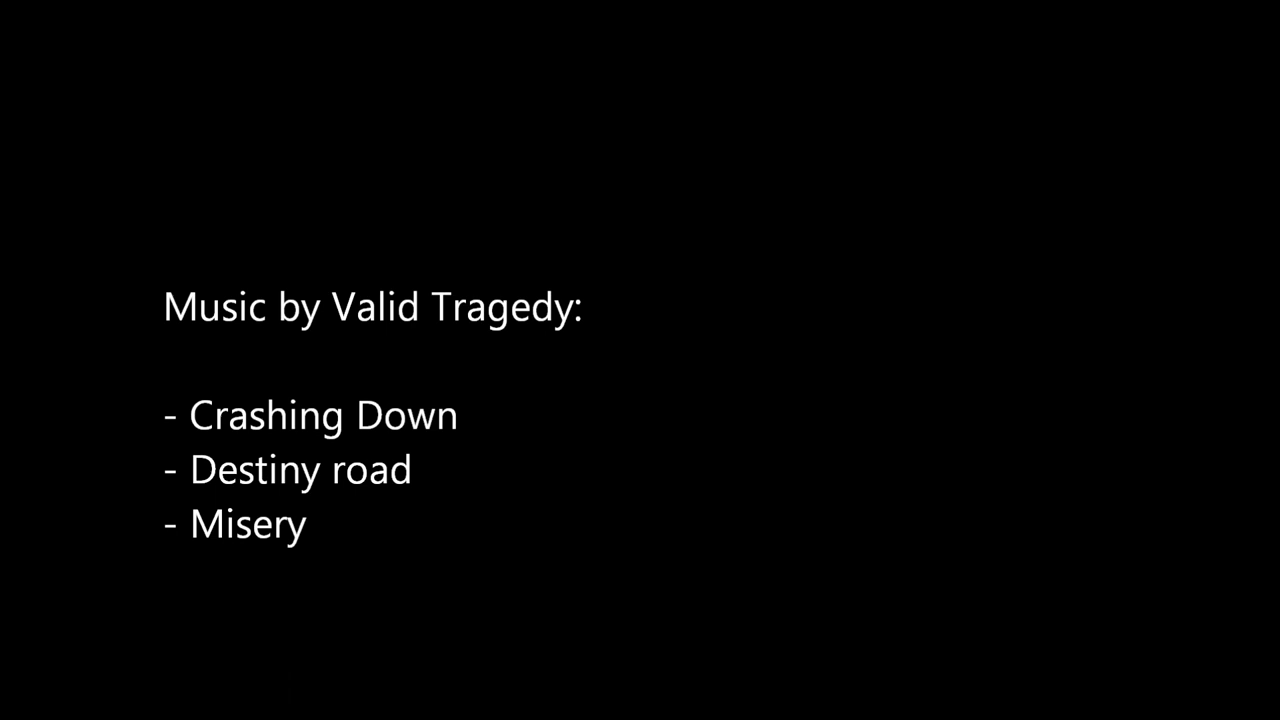 Music by Valid Tragedy:
- Crashing Down
- Destiny road
- Misery